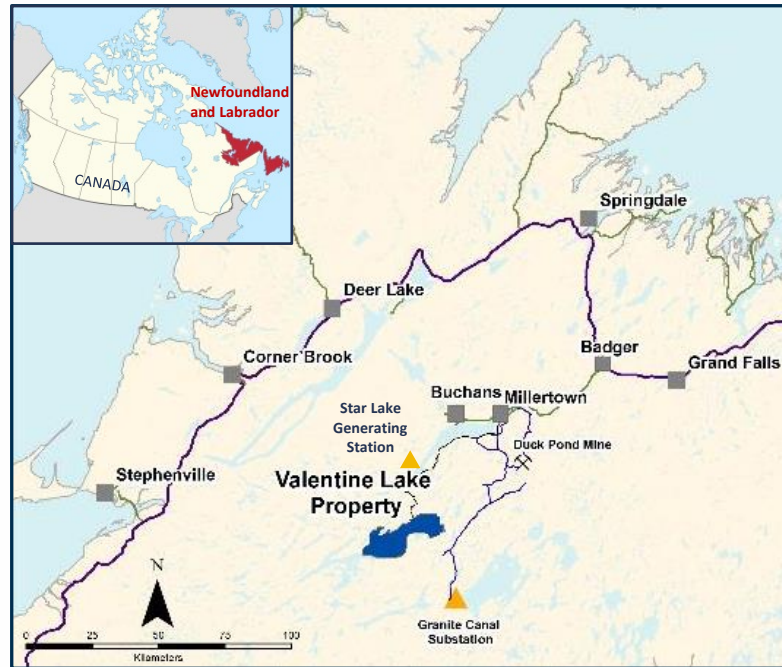 Newfoundland
and Labrador
CANADA
Springdale
Deer Lake
Corner Brook
Badger
Grand Falls
Buchans
Millertown
Star Lake
Generating
Station
Duck Pond Mine
Stephenville
Valentine Lake
Property
N
Granite Canal
Substation
0 25 50 100
Kilometers